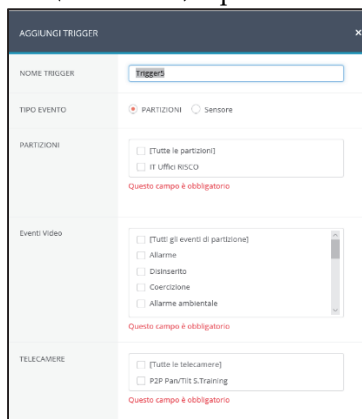 AGGIUNGI TRIGGER ×
NOME TRIGGER Trigger5
TIPO EVENTO PARTIZIONI Sensore
PARTIZIONI
[Tutte le partizioni]
IT Uffici RISCO
Questo campo è obbligatorio
Eventi Video
[Tutti gli eventi di partizione]
Allarme
Disinserito
Coercizione
Allarme ambientale
Questo campo è obbligatorio
TELECAMERE
[Tutte le telecamere]
P2P Pan/Tilt S.Training
Questo campo è obbligatorio